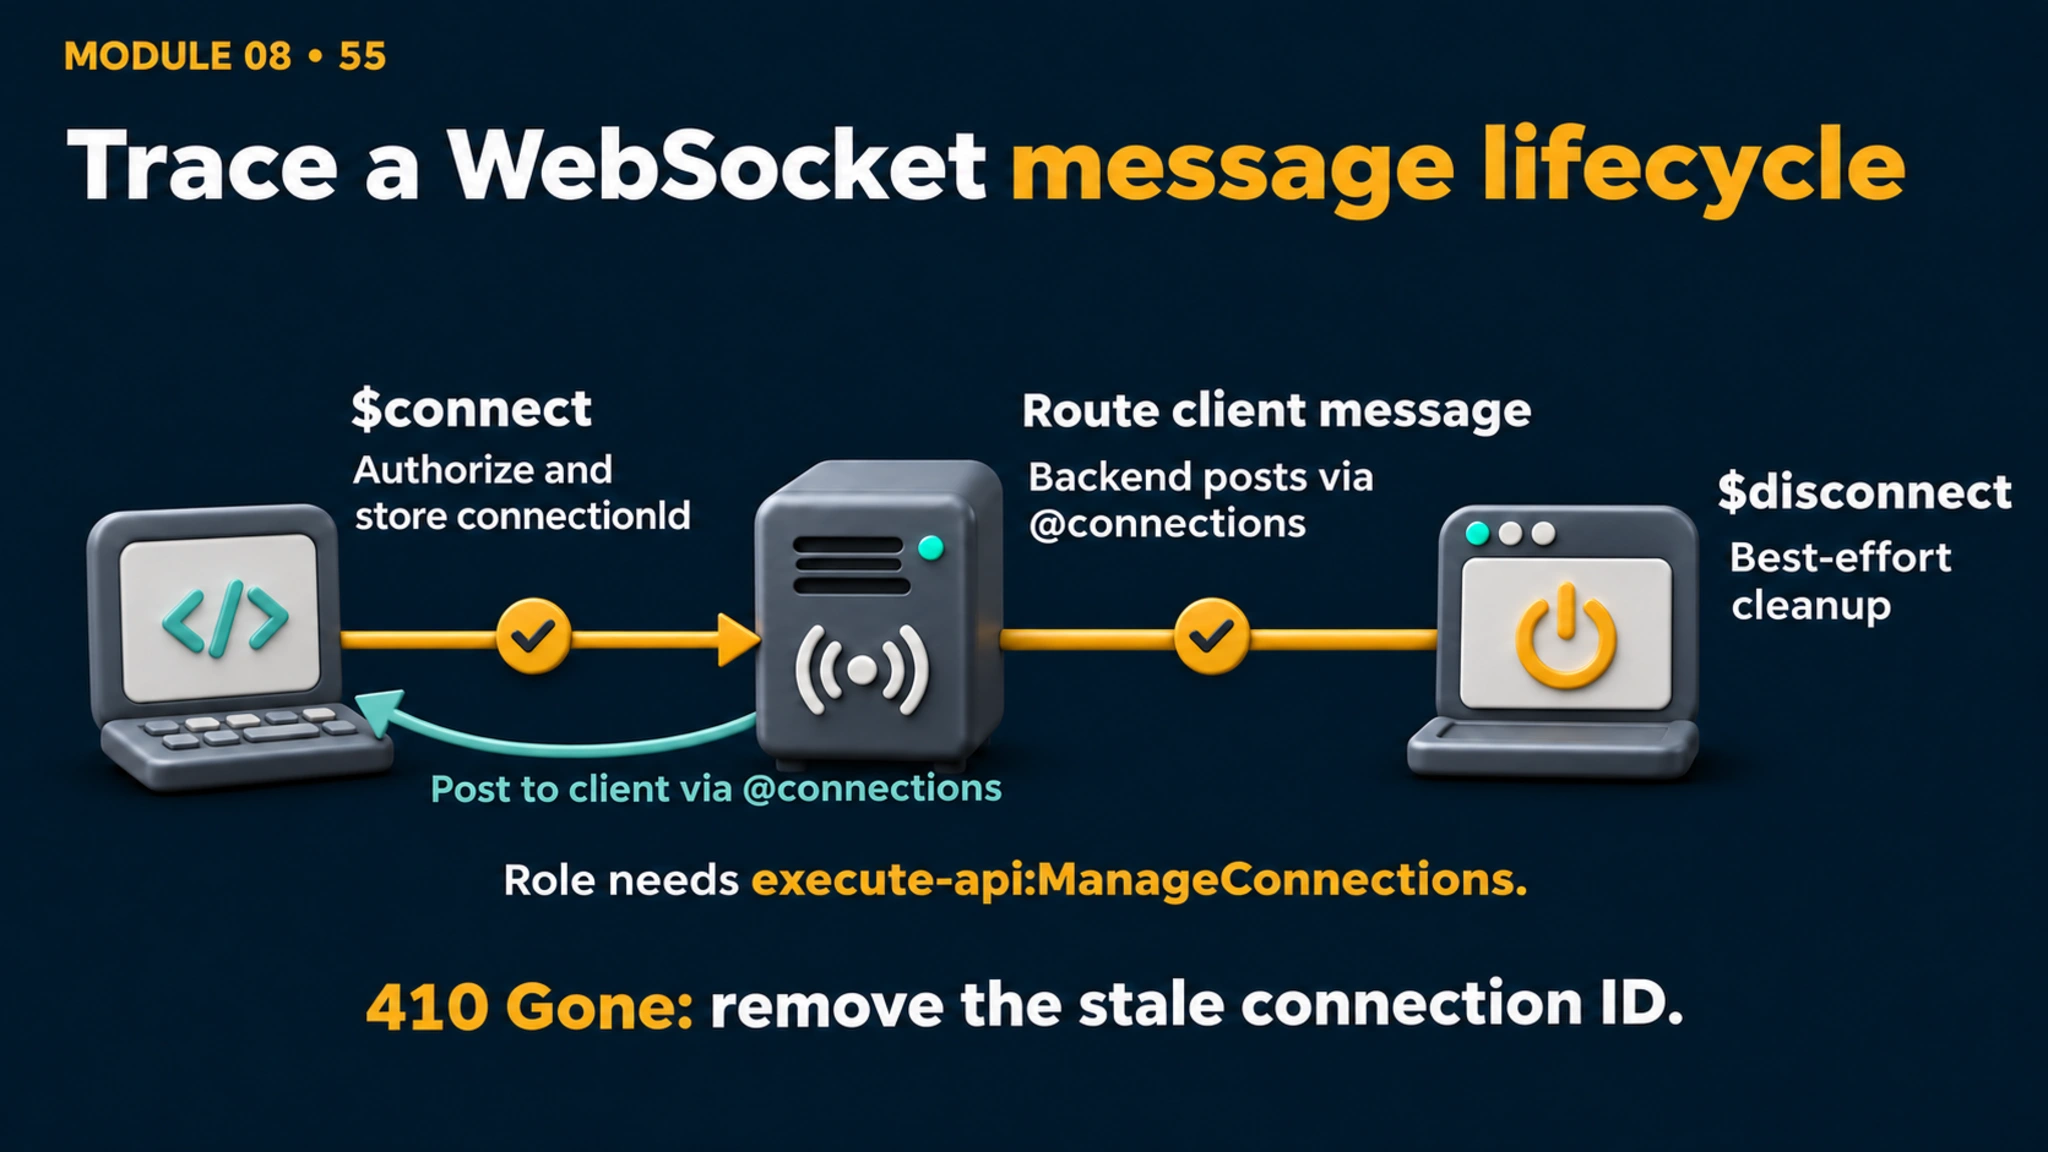 MODULE 08 • 55
Trace a WebSocket message lifecycle
$connect
Authorize and
store connectionId
Route client message
Backend posts via
@connections
$disconnect
Best-effort
cleanup
</>
Post to client via @connections
Role needs execute-api:ManageConnections.
410 Gone: remove the stale connection ID.